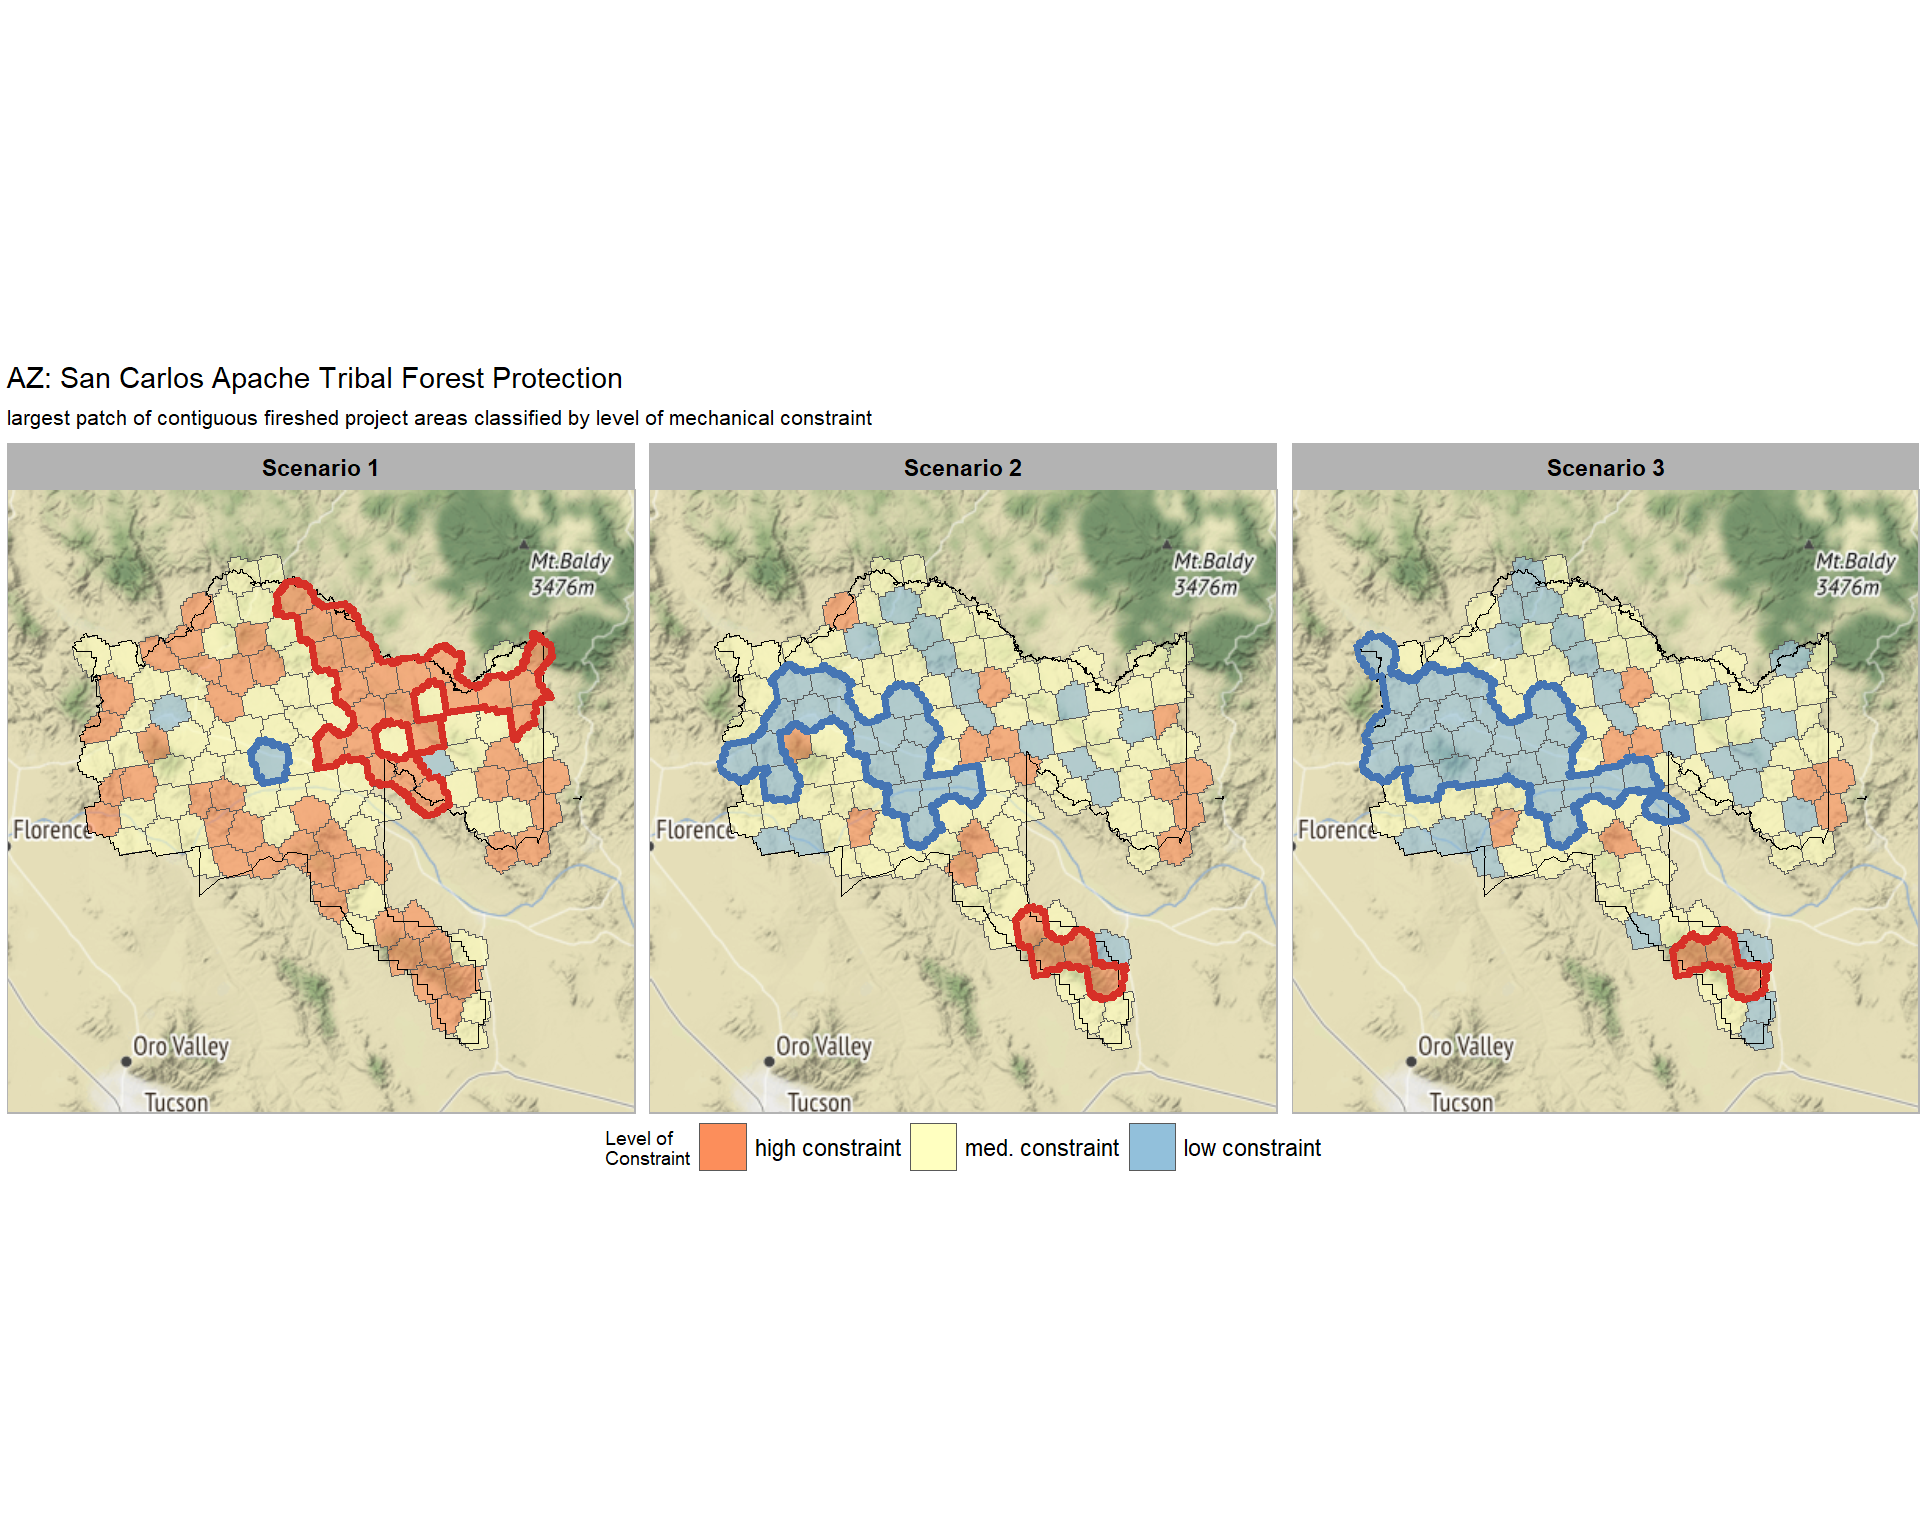 AZ: San Carlos Apache Tribal Forest Protection
largest patch of contiguous fireshed project areas classified by level of mechanical constraint
Scenario 1
Scenario 2
Scenario 3
Mt.Baldy
3476m
Florence
Oro Valley
Tucson
Mt.Baldy
3476m
Florence
Oro Valley
Tucson
Mt.Baldy
3476m
Florence
Oro Valley
Tucson
Level of
Constraint
high constraint
med. constraint
low constraint